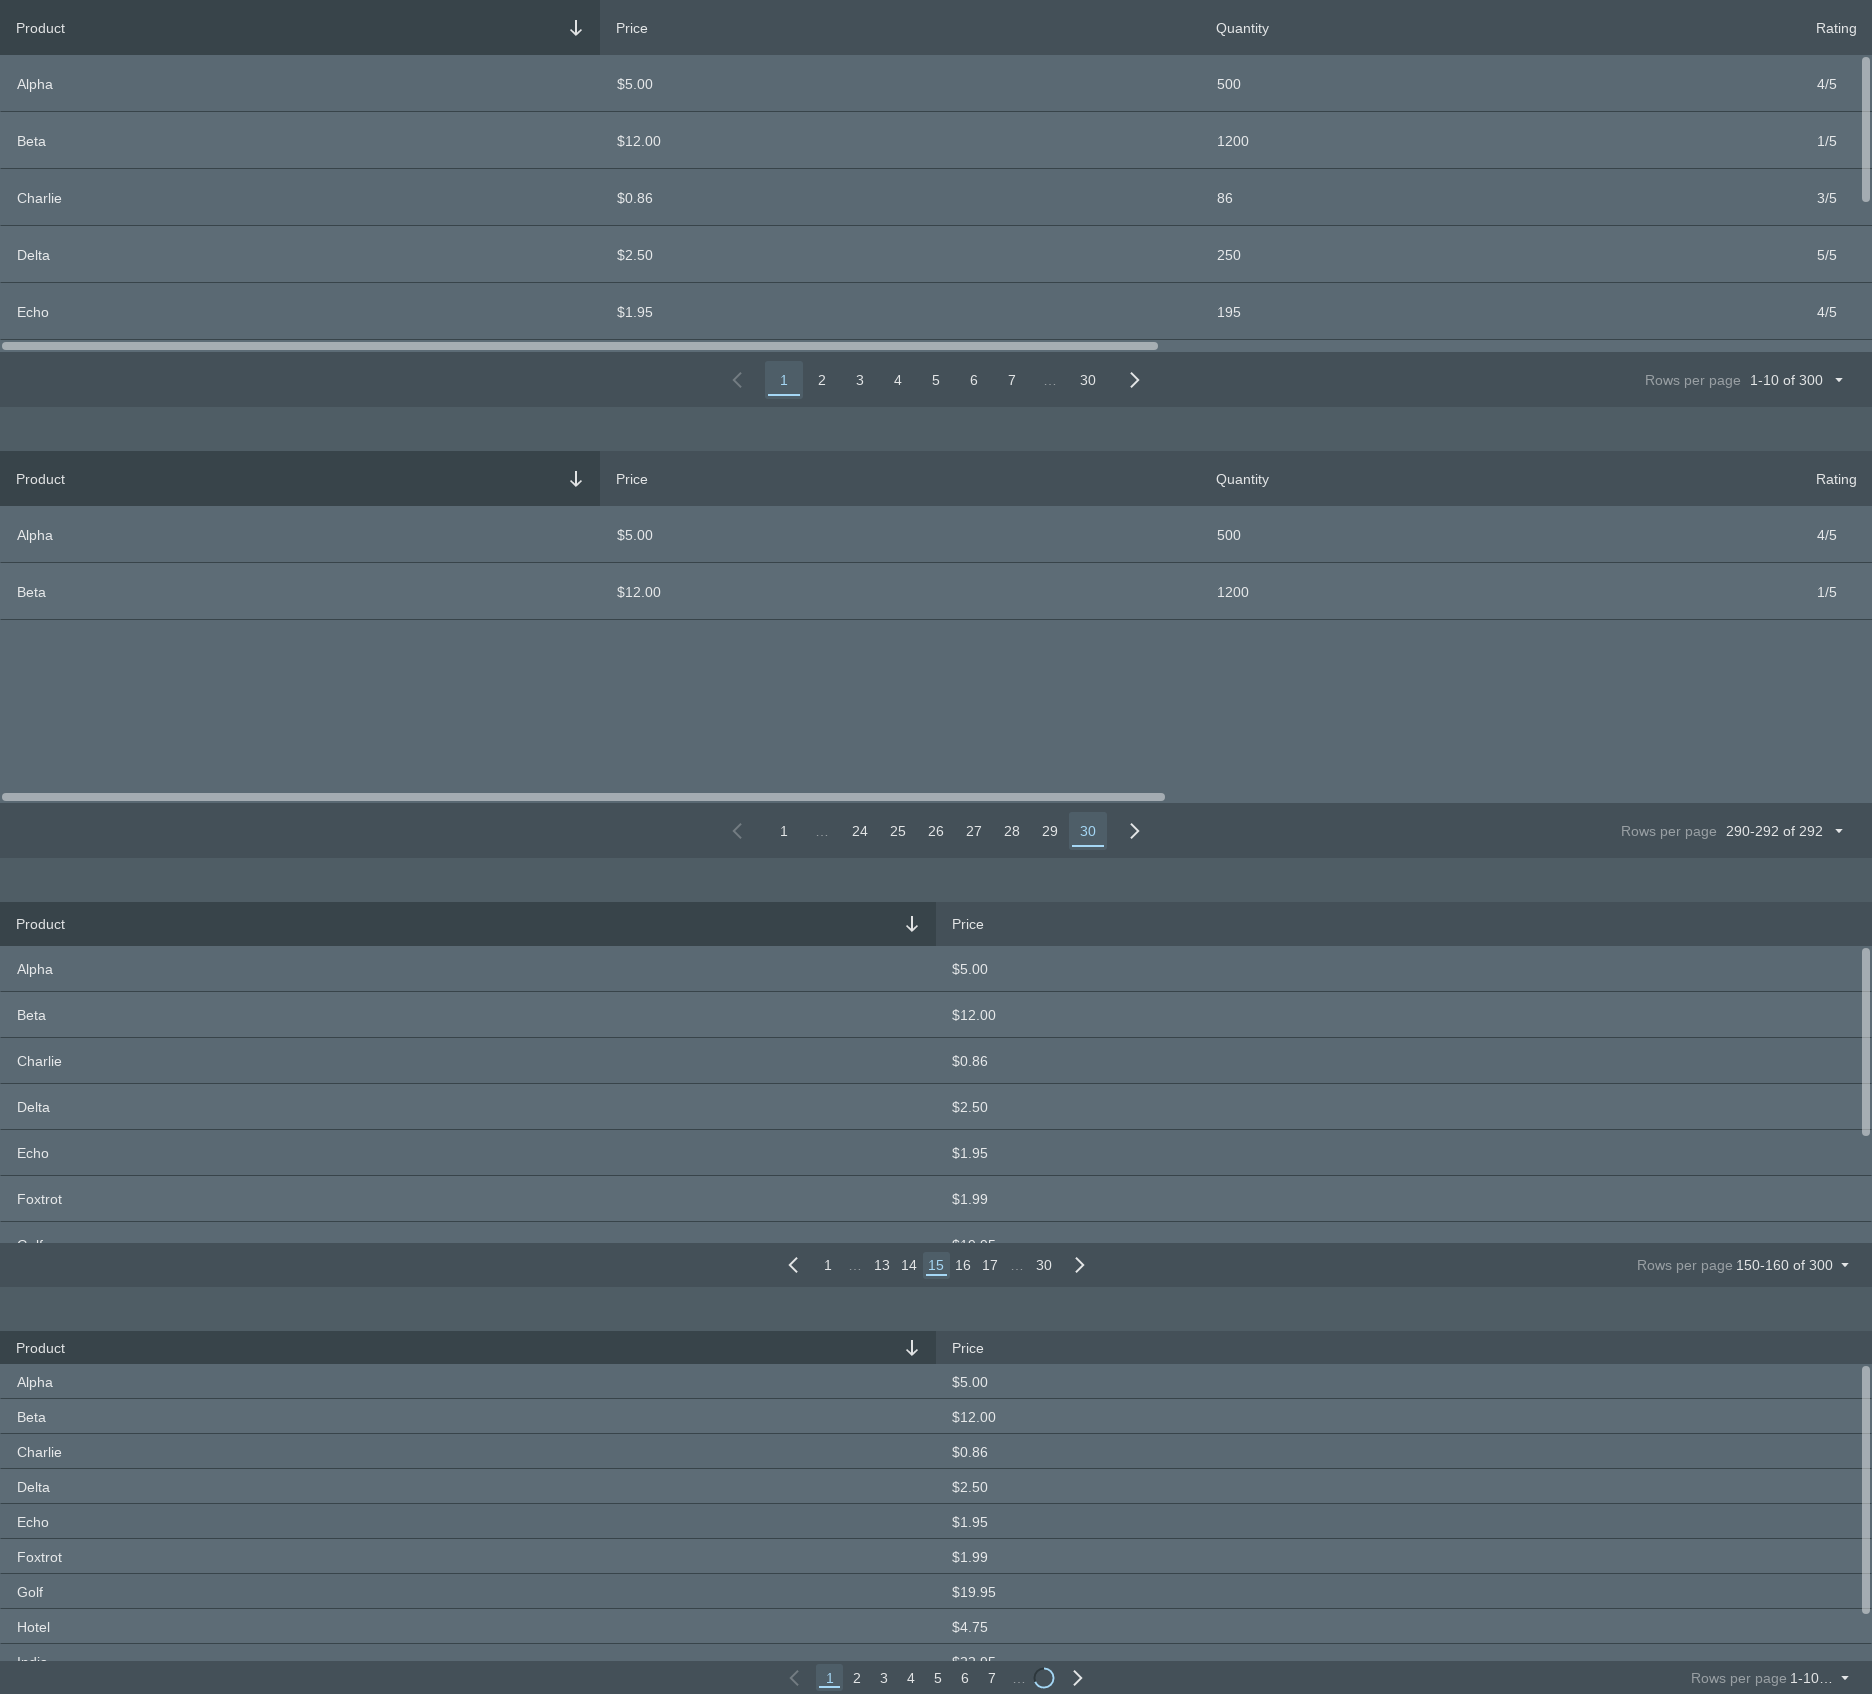 Product Price Quantity Rating
Alpha $5.00 500 4/5
Beta $12.00 1200 1/5
Charlie $0.86 86 3/5
Delta $2.50 250 5/5
Echo $1.95 195 4/5
1 2 3 4 5 6 7 … 30 Rows per page 1-10 of 300
Product Price Quantity Rating
Alpha $5.00 500 4/5
Beta $12.00 1200 1/5
1 … 24 25 26 27 28 29 30 Rows per page 290-292 of 292
Product Price
Alpha $5.00
Beta $12.00
Charlie $0.86
Delta $2.50
Echo $1.95
Foxtrot $1.99
1 … 13 14 15 16 17 … 30 Rows per page 150-160 of 300
Product Price
Alpha $5.00
Beta $12.00
Charlie $0.86
Delta $2.50
Echo $1.95
Foxtrot $1.99
Golf $19.95
Hotel $4.75
1 2 3 4 5 6 7 … Rows per page 1-10…